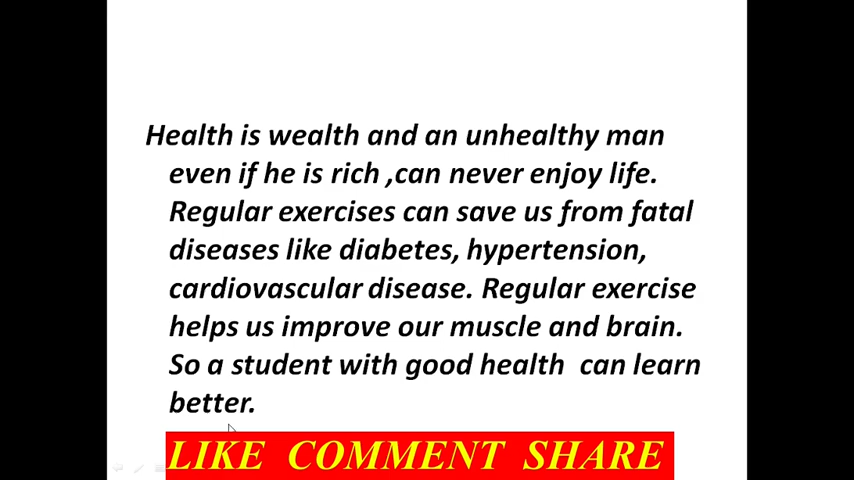 Health is wealth and an unhealthy man
even if he is rich ,can never enjoy life.
Regular exercises can save us from fatal
diseases like diabetes, hypertension,
cardiovascular disease. Regular exercise
helps us improve our muscle and brain.
So a student with good health  can learn
better.
LIKE  COMMENT  SHARE